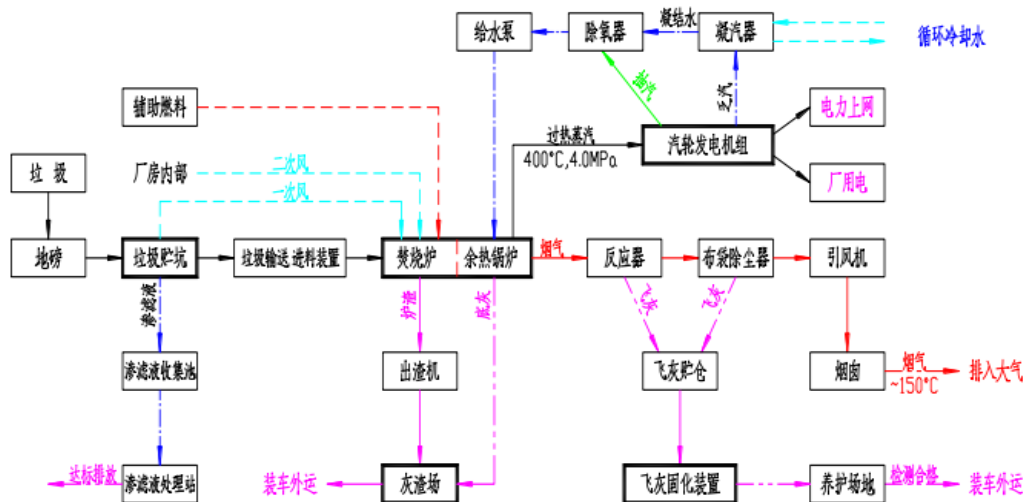 给水泵
除氧器
凝结水
凝汽器
循环冷却水
抽汽
乏汽
辅助燃料
电力上网
过热蒸汽
400°C,4.0MPa
汽轮发电机组
垃圾
厂房内部
二次风
一次风
厂用电
地磅
垃圾贮坑
垃圾输送进料装置
焚烧炉
余热锅炉
烟气
反应器
布袋除尘器
引风机
渗滤液
炉渣
底灰
飞灰
飞灰
渗滤液收集池
出渣机
飞灰贮仓
烟囱
烟气
~150°C
排入大气
达标排放
渗滤液处理站
装车外运
灰渣场
飞灰固化装置
养护场地
检测合格
装车外运